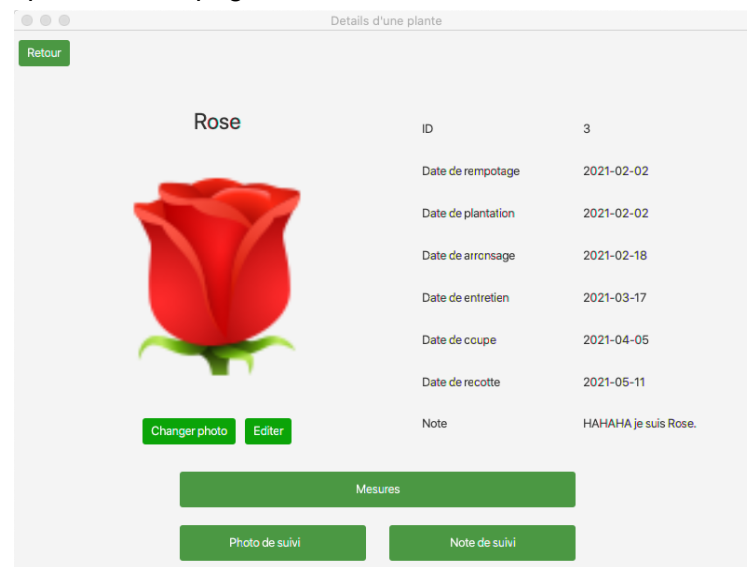 Details d'une plante
Retour
Rose
ID 3
Date de rempotage 2021-02-02
Date de plantation 2021-02-02
Date de arronsage 2021-02-18
Date de entretien 2021-03-17
Date de coupe 2021-04-05
Date de recotte 2021-05-11
Note HAHAHA je suis Rose.
Changer photo Editer
Mesures
Photo de suivi Note de suivi